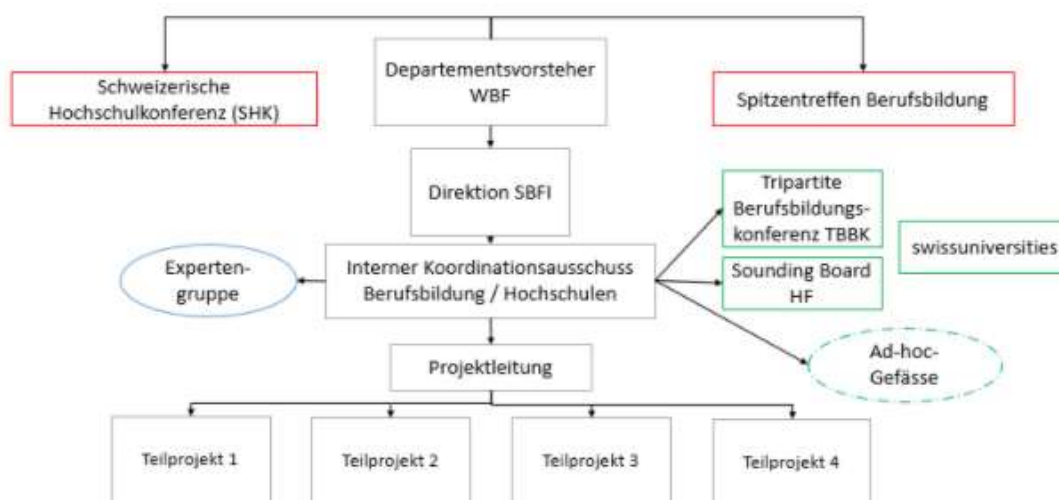 Schweizerische
Hochschulkonferenz (SHK)
Departementsvorsteher
WBF
Spitzentreffen Berufsbildung
Direktion SBFI
Tripartite
Berufsbildungs-
konferenz TBBK
swissuniversities
Experten-
gruppe
Interner Koordinationsausschuss
Berufsbildung / Hochschulen
Sounding Board
HF
Ad-hoc-
Gefässe
Projektleitung
Teilprojekt 1
Teilprojekt 2
Teilprojekt 3
Teilprojekt 4